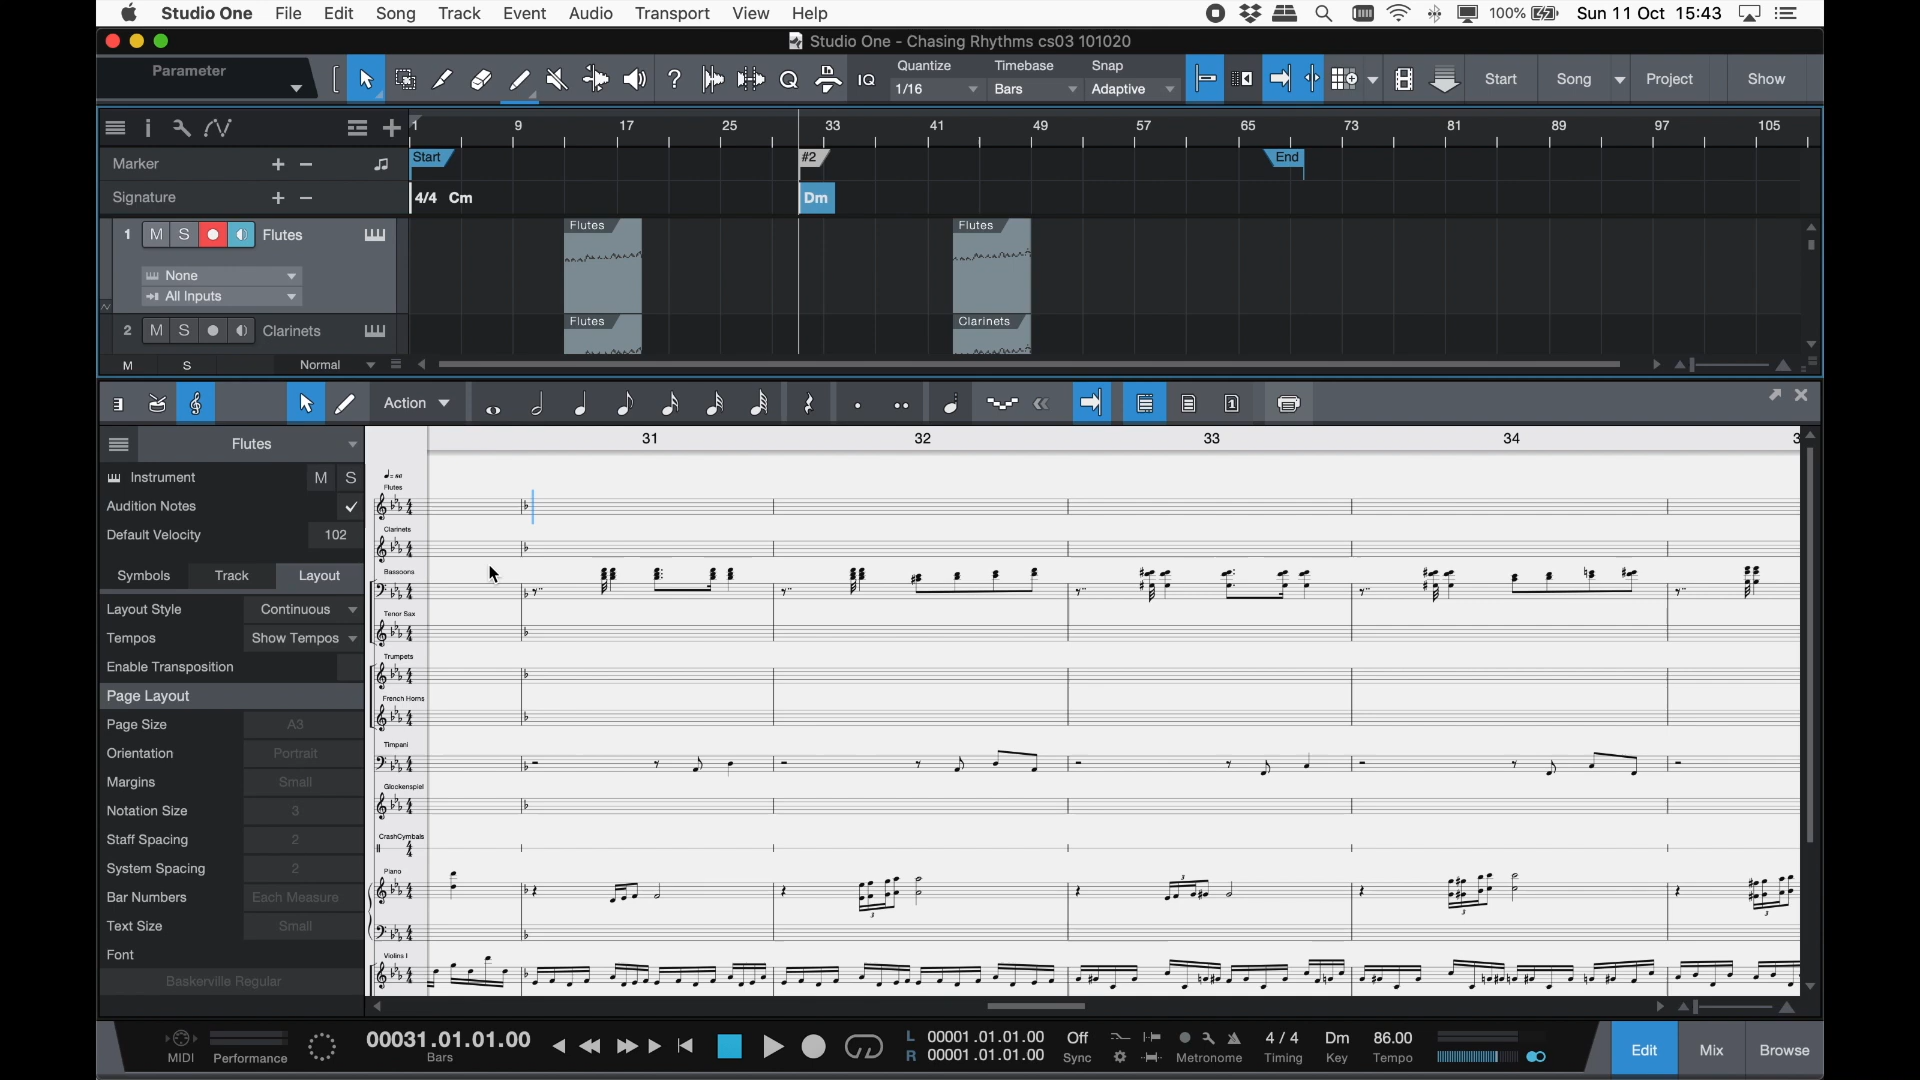 Studio One File Edit Song Track Event Audio Transport View Help 100% Sun 11 Oct 15:43
Studio One - Chasing Rhythms cs03 101020
Parameter
Quantize Timebase Snap
IQ 1/16 Bars Adaptive Start Song Project Show
1 9 17 25 33 41 49 57 65 73 81 89 97 105
Marker Start #2 End
Signature 4/4 Cm Dm
1 M S Flutes Flutes Flutes
None
All Inputs
2 M S Clarinets Flutes Clarinets
M S Normal
Action
Flutes 31 32 33 34 3
Instrument M S
Audition Notes
Default Velocity 102
Symbols Track Layout
Layout Style Continuous
Tempos Show Tempos
Enable Transposition
Page Layout
Page Size A3
Orientation Portrait
Margins Small
Notation Size 3
Staff Spacing 2
System Spacing 2
Bar Numbers Each Measure
Text Size Small
Font
Baskerville Regular
Flutes
Clarinets
Bassoons
Tenor Sax
Trumpets
French Horns
Timpani
Glockenspiel
CrashCymbals
Piano
Violins I
MIDI Performance
00031.01.01.00
Bars
L 00001.01.01.00
R 00001.01.01.00
Off
Sync
Metronome
4 / 4
Timing
Dm
Key
86.00
Tempo
Edit Mix Browse